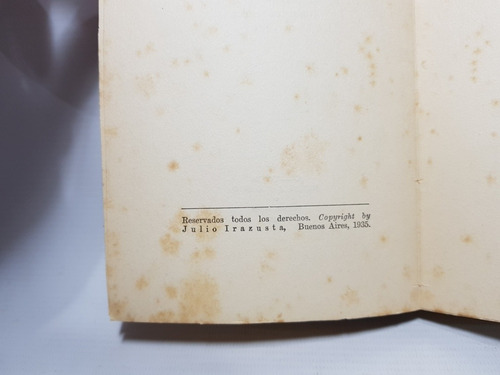 Reservados todos los derechos. Copyright by
Julio Irazusta, Buenos Aires, 1935.